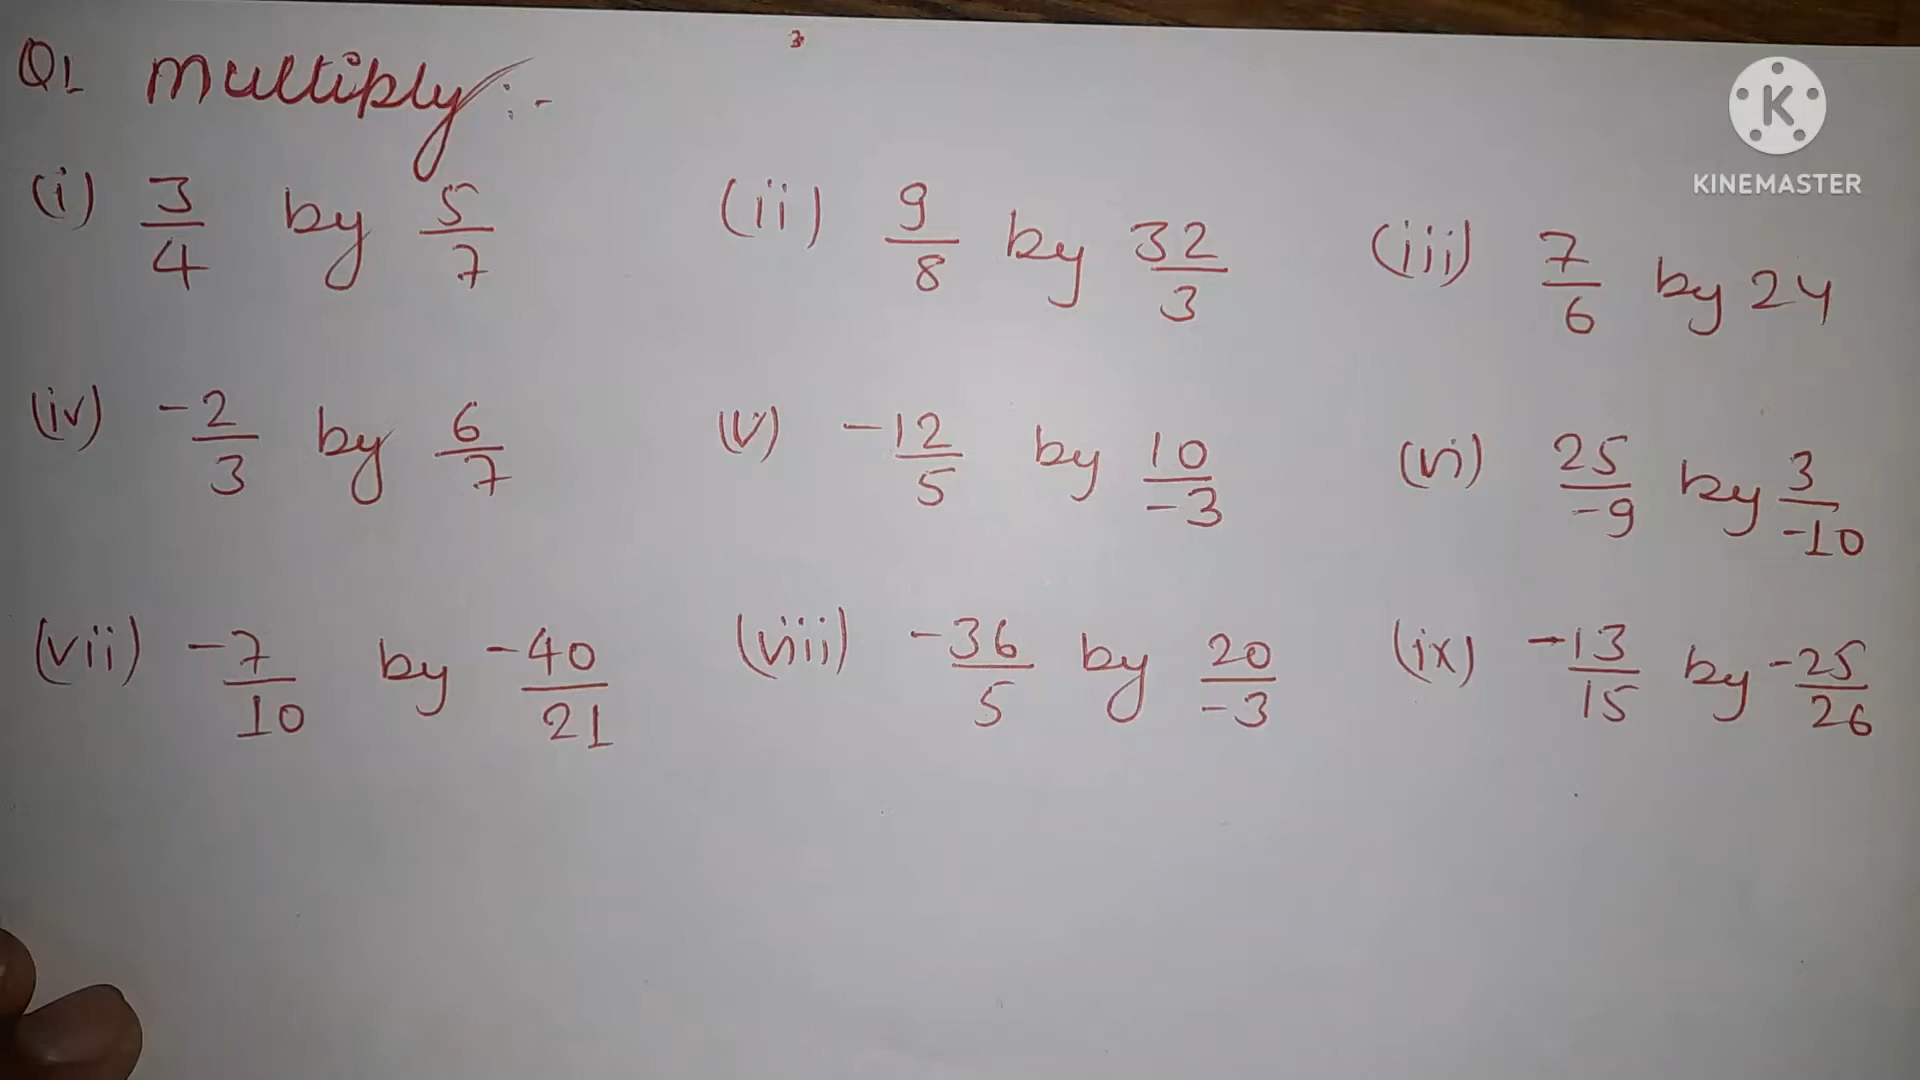 Q1 Multiply:-
3
KINEMASTER
(i) 3/4 by 5/7 (ii) 9/8 by 32/3 (iii) 7/6 by 24
(iv) -2/3 by 6/7 (v) -12/5 by 10/-3 (vi) 25/-9 by 3/-10
(vii) -7/10 by -40/21 (viii) -36/5 by 20/-3 (ix) -13/15 by -25/26